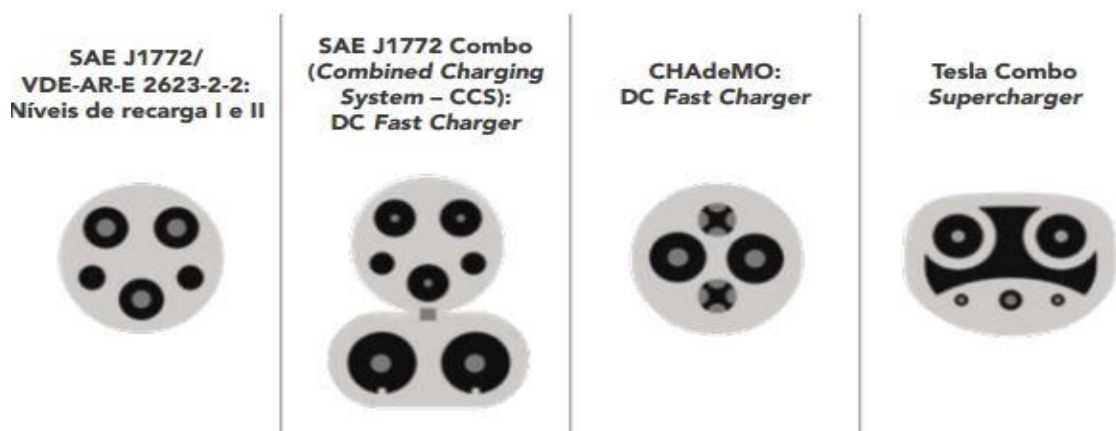 SAE J1772/
VDE-AR-E 2623-2-2:
Níveis de recarga I e II
SAE J1772 Combo
(Combined Charging
System – CCS):
DC Fast Charger
CHAdeMO:
DC Fast Charger
Tesla Combo
Supercharger